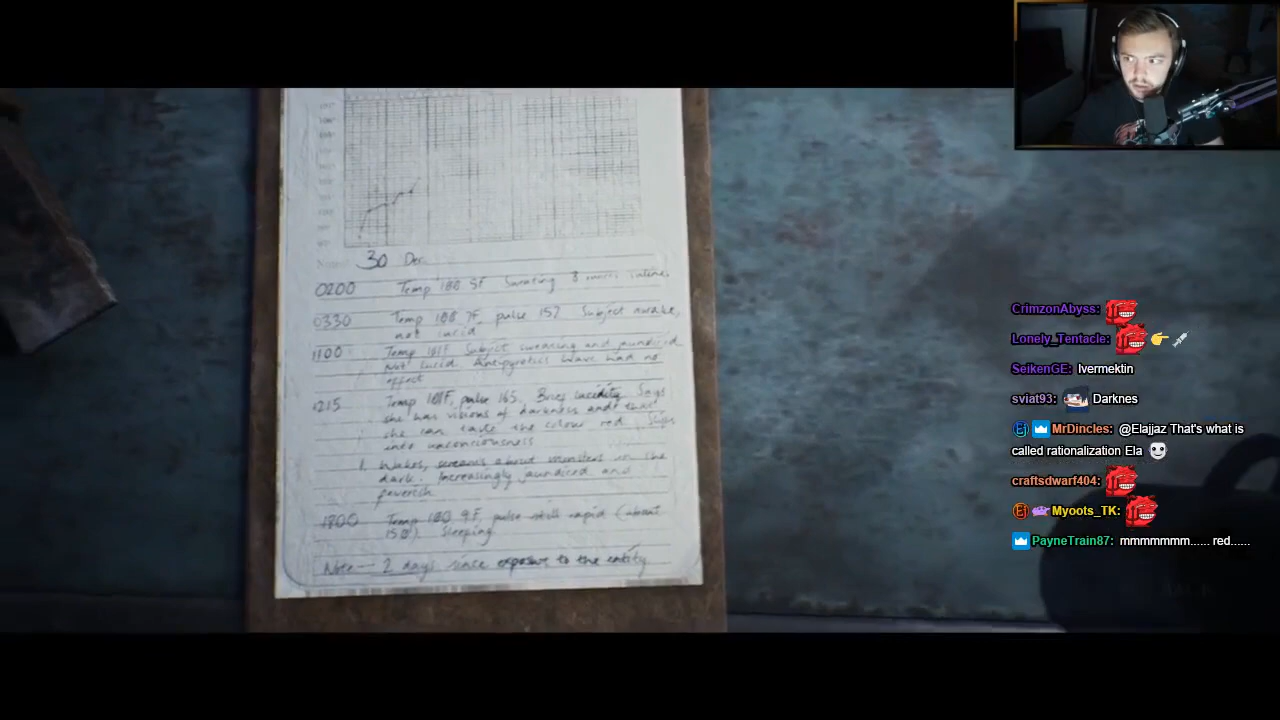 30 Dec.
0200 Temp 100 9F Sweating 8
0330 Temp 100 7F pulse 157 Subject awake,
not lucid
1100 Temp 101F Subject sweating and jaundiced
Not lucid. Antipyretics have had no
effect
1215 Temp 101F, pulse 165. Brief lucidity. Says
she has visions of darkness and that
she can taste the colour red. Slips
into unconsciousness
Wakes, screams about monsters in the
dark. Increasingly jaundiced and
feverish
1800 Temp 100 9F, pulse still rapid (about
150). Sleeping.
Note - 2 days since exposure to the entity
CrimzonAbyss:
Lonely_Tentacle:
SeikenGE: Ivermektin
sviat93: Darknes
MrDincles: @Elajjaz That's what is
called rationalization Ela
craftsdwarf404:
Myoots_TK:
PayneTrain87: mmmmmmm...... red......